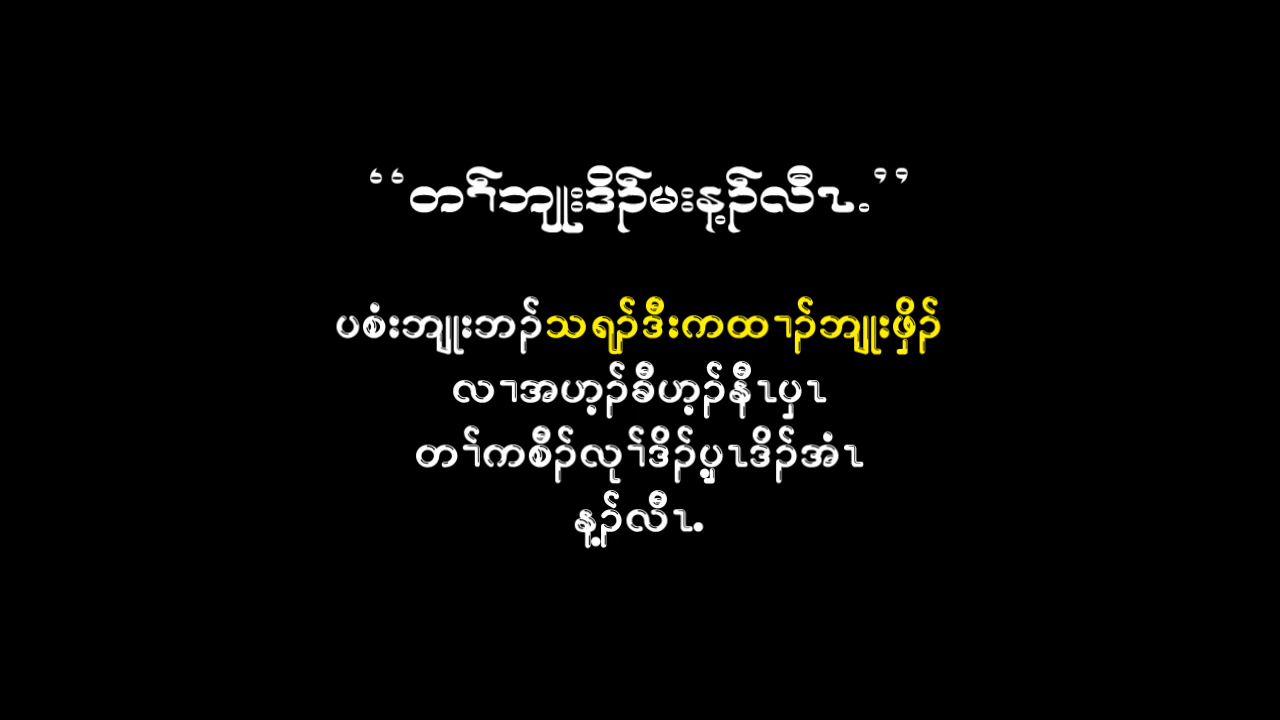 ‘‘တၢ်ဘျုးဒိၣ်မးန့ၣ်လီၤ.’’
ပစံးဘျုးဘၣ်သရၣ်ဒီးကထၢၣ်ဘျုးဖှိၣ်
လၢအဟ့ၣ်ခီဟ့ၣ်နီၤပှၤ
တၢ်ကစီၣ်လုၢ်ဒိၣ်ပှ့ၤဒိၣ်အံၤ
န့ၣ်လီၤ.